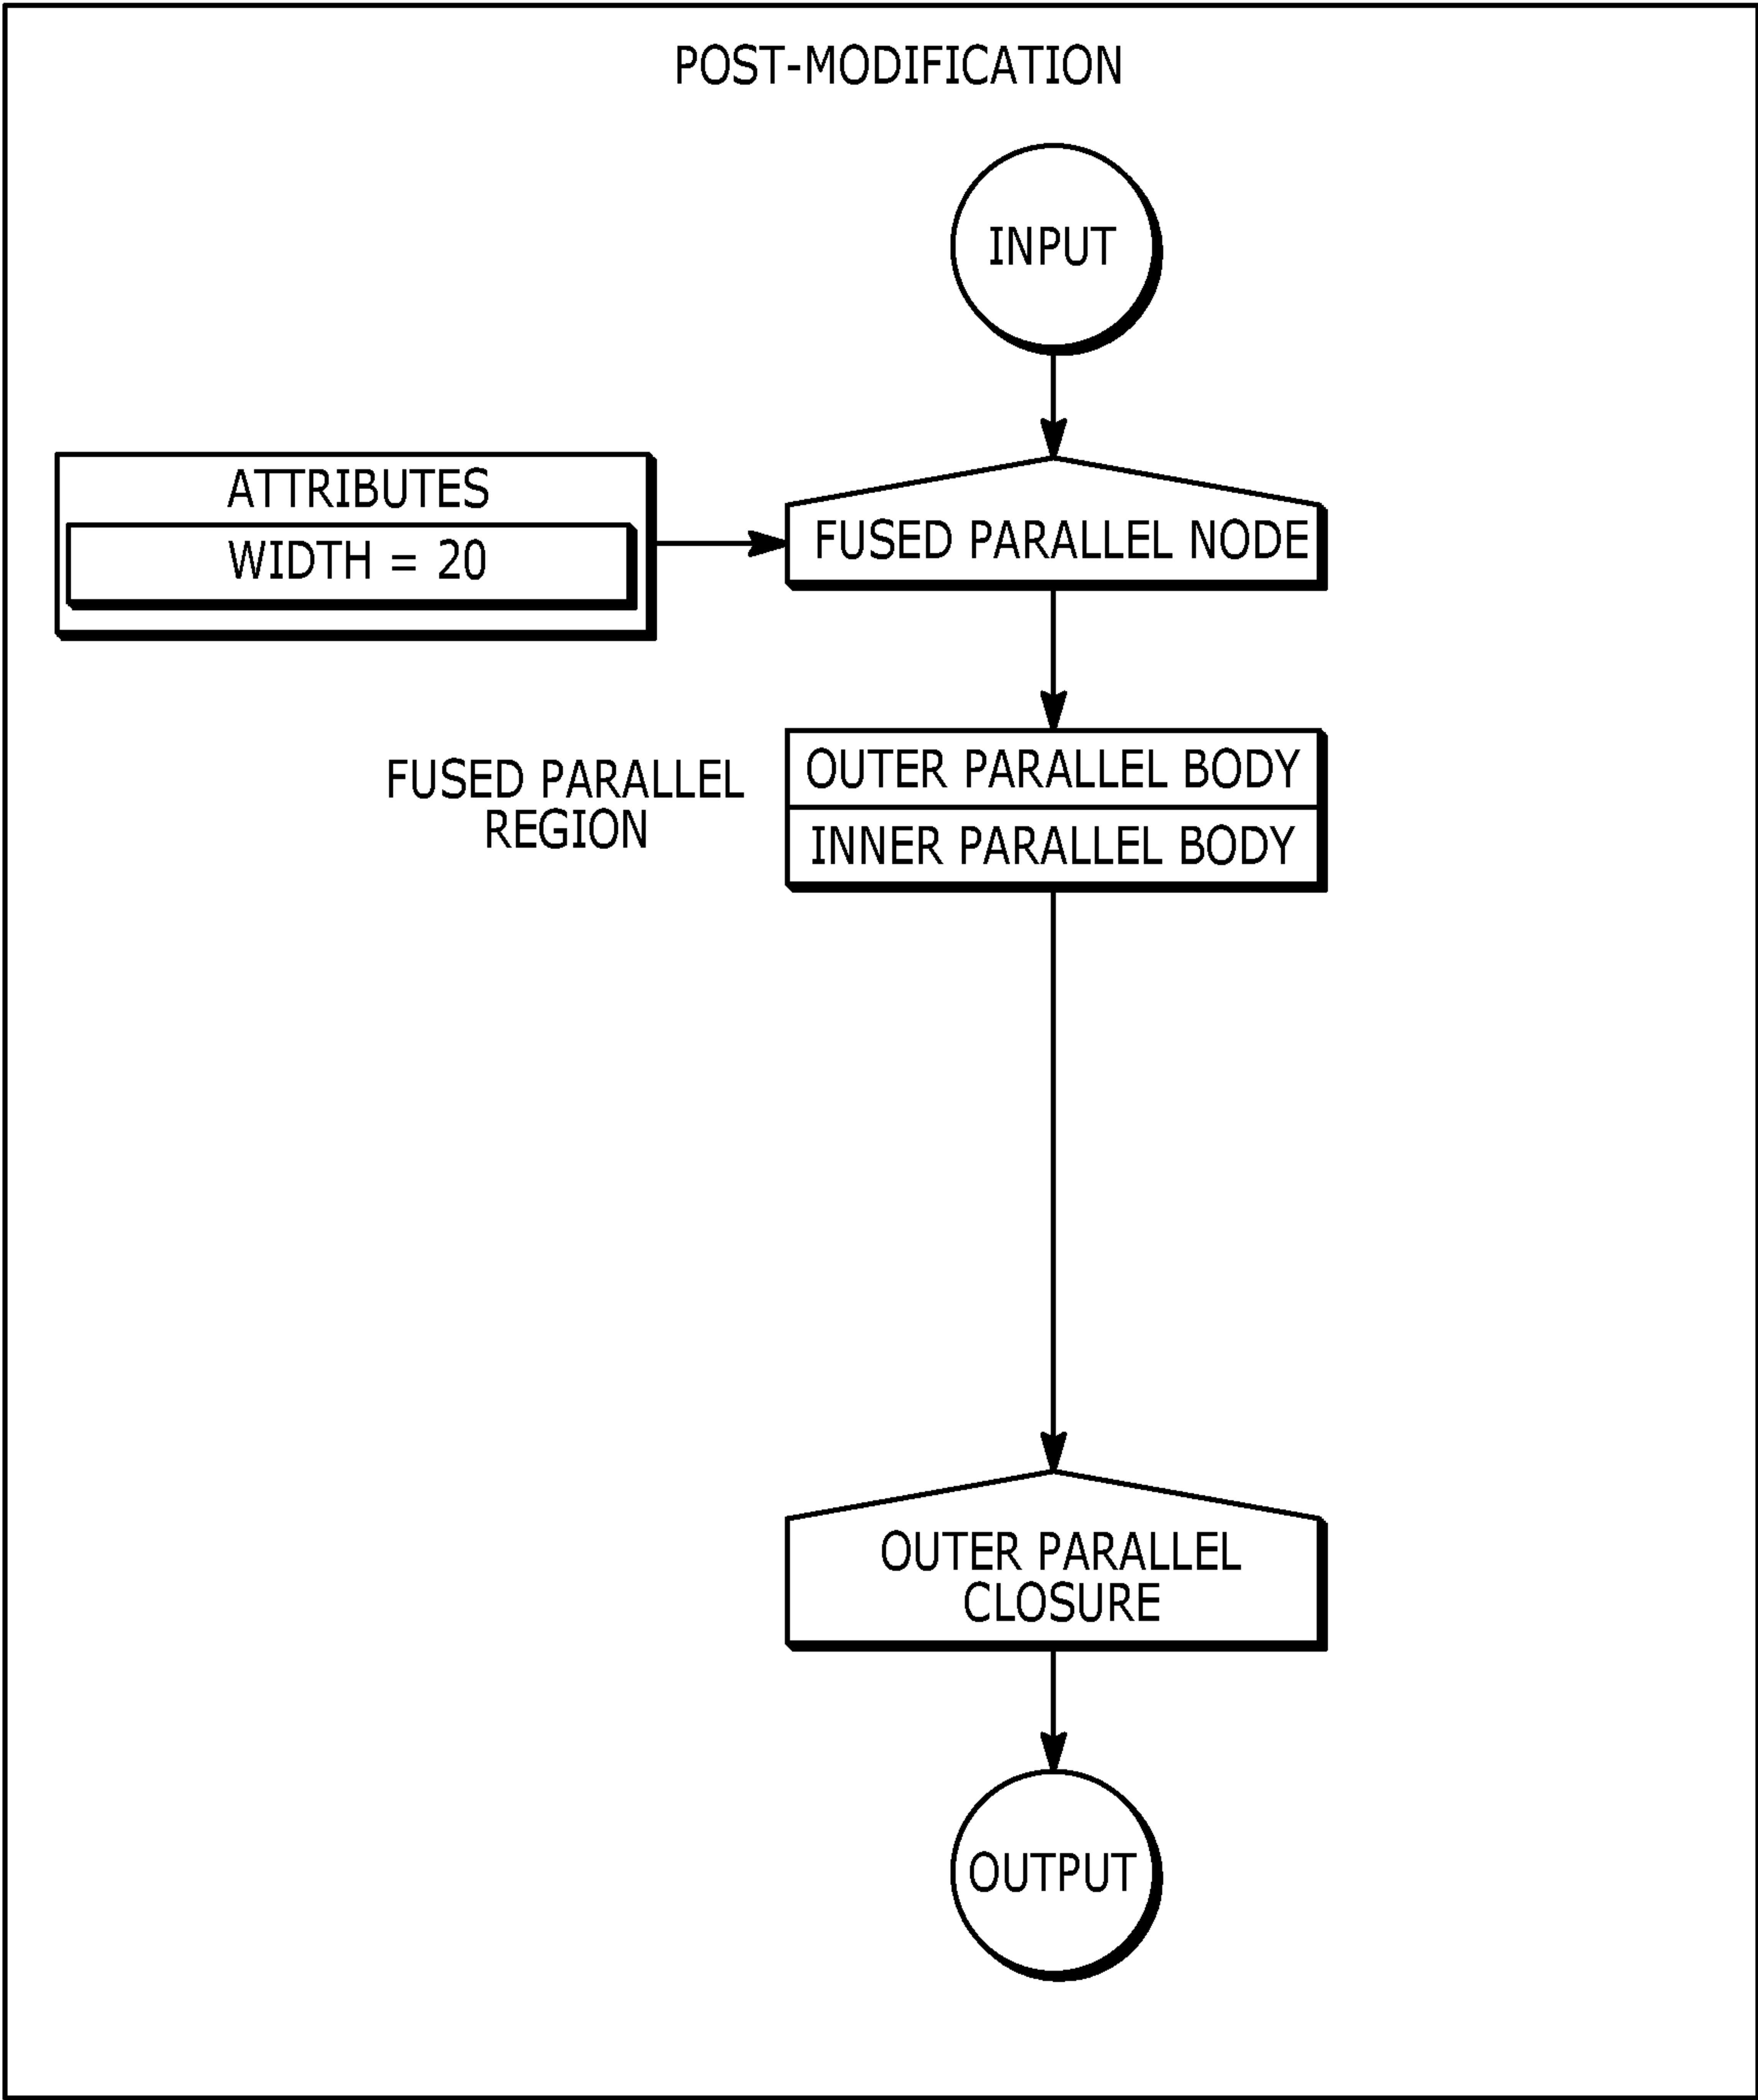 POST-MODIFICATION
INPUT
ATTRIBUTES
WIDTH = 20
FUSED PARALLEL NODE
FUSED PARALLEL
REGION
OUTER PARALLEL BODY
INNER PARALLEL BODY
OUTER PARALLEL
CLOSURE
OUTPUT